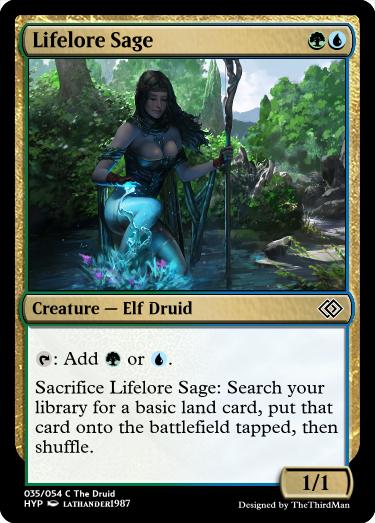 Lifelore Sage
Creature — Elf Druid
: Add or .
Sacrifice Lifelore Sage: Search your
library for a basic land card, put that
card onto the battlefield tapped, then
shuffle.
1/1
035/054 C The Druid
HYP LATHANDER1987
Designed by TheThirdMan